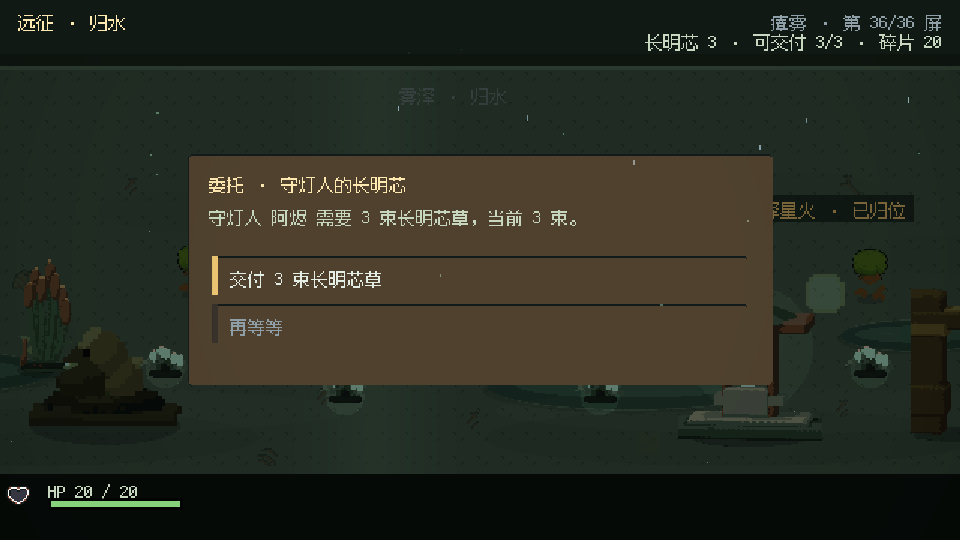 远征 · 归水
瘴雾 · 第 36/36 屏
长明芯 3 · 可交付 3/3 · 碎片 20
雾泽 · 归水
委托 · 守灯人的长明芯
守灯人 阿烬 需要 3 束长明芯草，当前 3 束。
星火 · 已归位
交付 3 束长明芯草
再等等
HP 20 / 20